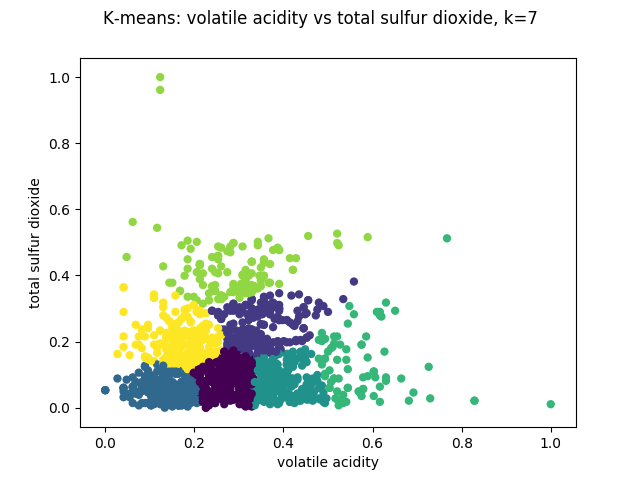 K-means: volatile acidity vs total sulfur dioxide, k=7
1.0
0.8
0.6
0.4
0.2
0.0
total sulfur dioxide
0.0 0.2 0.4 0.6 0.8 1.0
volatile acidity